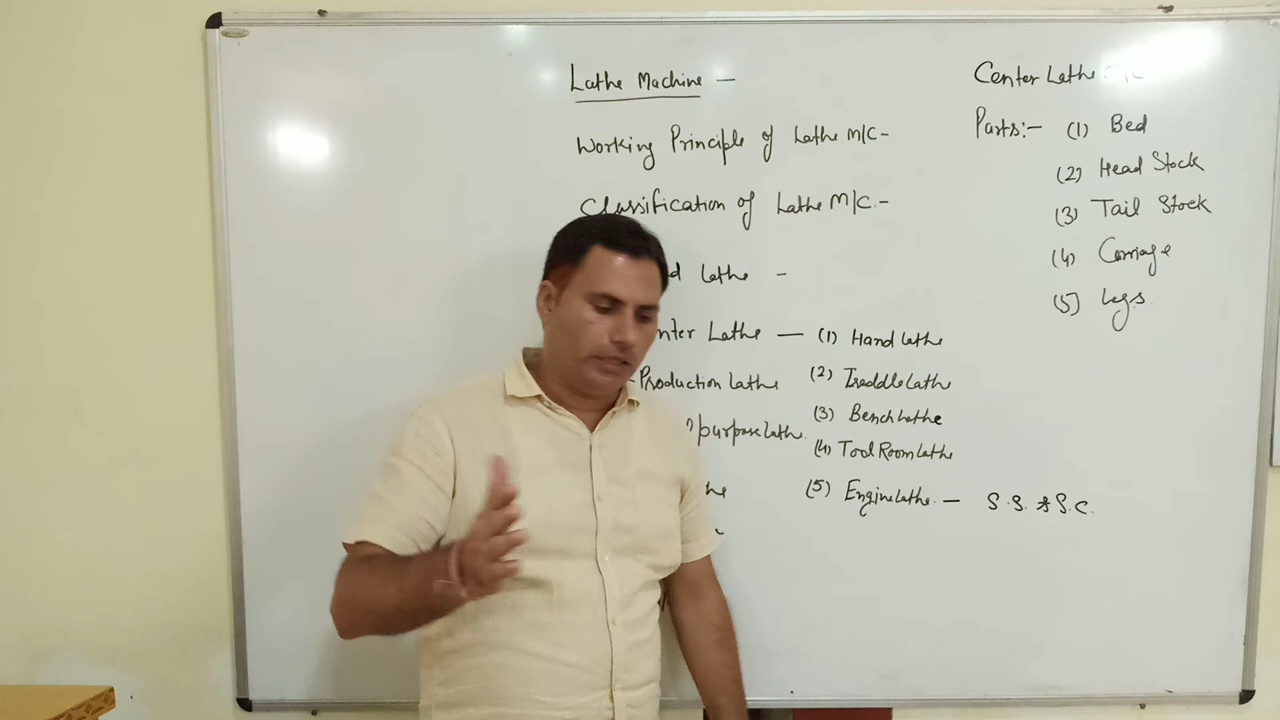 Lathe Machine –
Working Principle of Lathe M/C-
Classification of Lathe M/C.-
d lathe -
nter Lathe — (1) Hand lathe
-Production lathe (2) Treddle lathe
purpose lathe. (3) Bench lathe
(4) Tool Room lathe
he (5) Engine lathe. — S.S. & S.C.
Center Lathe
Parts:- (1) Bed
(2) Head Stock
(3) Tail Stock
(4) Carriage
(5) Legs.